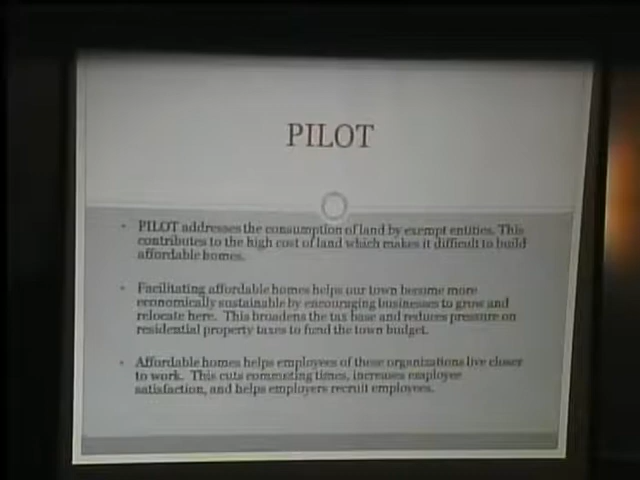 PILOT
PILOT addresses the consumption of land by exempt entities. This
contributes to the high cost of land which makes it difficult to build
affordable homes.
Facilitating affordable homes helps our town become more
economically sustainable by encouraging businesses to grow and
relocate here. This broadens the tax base and reduces pressure on
residential property taxes to fund the town budget.
Affordable homes helps employees of these organizations live closer
to work. This cuts commuting times, increases employee
satisfaction, and helps employers recruit employees.